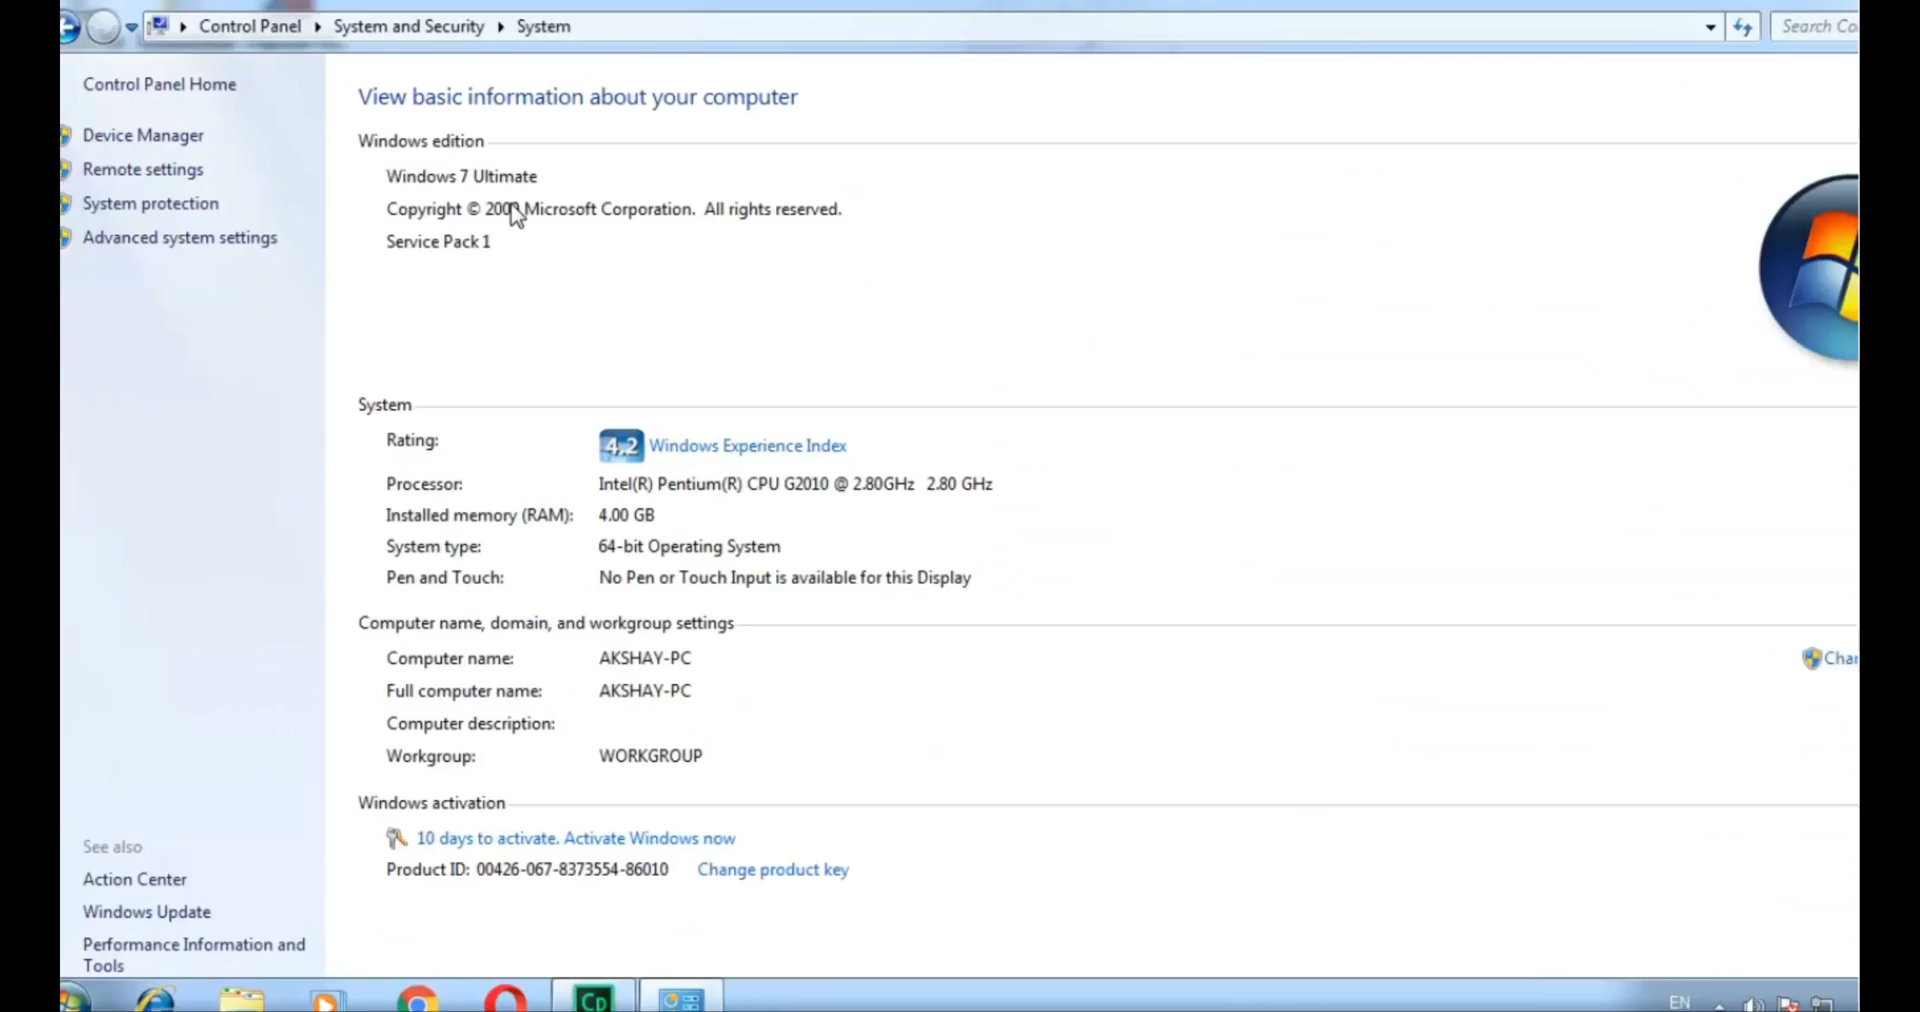 Control Panel ▸ System and Security ▸ System
Search Co
Control Panel Home
Device Manager
Remote settings
System protection
Advanced system settings
View basic information about your computer
Windows edition
Windows 7 Ultimate
Copyright © Microsoft Corporation. All rights reserved.
Service Pack 1
System
Rating: 4.2 Windows Experience Index
Processor: Intel(R) Pentium(R) CPU G2010 @ 2.80GHz 2.80 GHz
Installed memory (RAM): 4.00 GB
System type: 64-bit Operating System
Pen and Touch: No Pen or Touch Input is available for this Display
Computer name, domain, and workgroup settings
Computer name: AKSHAY-PC
Char
Full computer name: AKSHAY-PC
Computer description:
Workgroup: WORKGROUP
Windows activation
10 days to activate. Activate Windows now
Product ID: 00426-067-8373554-86010 Change product key
See also
Action Center
Windows Update
Performance Information and
Tools
Cp
EN